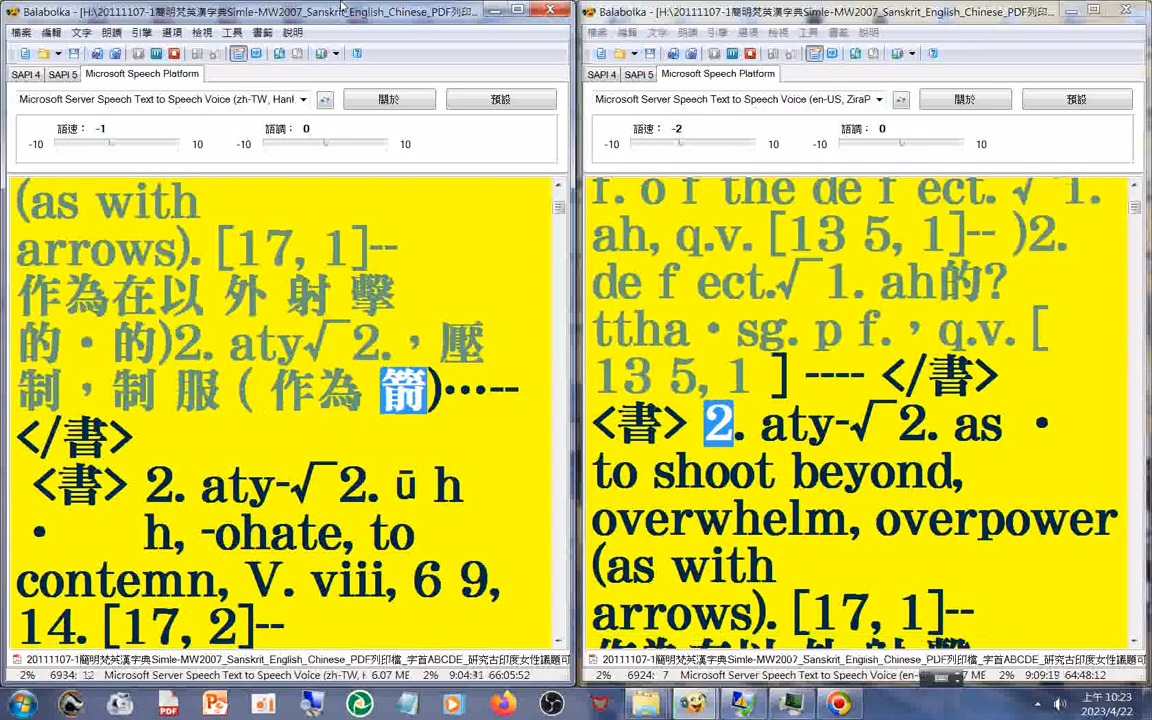 Balabolka - [H:\20111107-1簡明梵英漢字典Simle-MW2007_Sanskrit_English_Chinese_PDF列印...
檔案 編輯 文字 朗讀 引擎 選項 檢視 工具 書籤 說明
SAPI 4 SAPI 5 Microsoft Speech Platform
Microsoft Server Speech Text to Speech Voice (zh-TW, HanH 關於 預設
語速： -1 語調： 0
-10 10 -10 10
(as with
arrows). [17, 1]--
作為在以 外 射 擊
的 • 的)2. aty√ 2.，壓
制，制 服 ( 作為 箭)…--
</書>
<書> 2. aty-√ 2. ū h
• h, -ohate, to
contemn, V. viii, 6 9,
14. [17, 2]--
20111107-1簡明梵英漢字典Simle-MW2007_Sanskrit_English_Chinese_PDF列印檔_字首ABCDE_研究古印度女性議題可
2% 6934: 12 Microsoft Server Speech Text to Speech Voice (zh-TW, 6.07 ME 2% 9:04:31 66:05:52
Balabolka - [H:\20111107-1簡明梵英漢字典Simle-MW2007_Sanskrit_English_Chinese_PDF列印...
檔案 編輯 文字 朗讀 引擎 選項 檢視 工具 書籤 說明
SAPI 4 SAPI 5 Microsoft Speech Platform
Microsoft Server Speech Text to Speech Voice (en-US, ZiraP 關於 預設
語速： -2 語調： 0
-10 10 -10 10
f. o f the de f ect. √ 1.
ah, q.v. [13 5, 1]-- )2.
de f ect.√ 1. ah的?
ttha • sg. p f.，q.v. [
13 5, 1 ] ---- </書>
<書> 2. aty-√ 2. as •
to shoot beyond,
overwhelm, overpower
(as with
arrows). [17, 1]--
作為在以 外 射 擊
20111107-1簡明梵英漢字典Simle-MW2007_Sanskrit_English_Chinese_PDF列印檔_字首ABCDE_研究古印度女性議題可
2% 6924: 7 Microsoft Server Speech Text to Speech Voice ME 2% 9:09:19 64:48:12
上午 10:23
2023/4/22